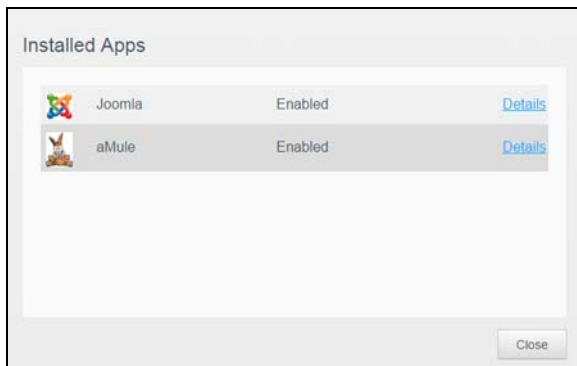 Installed Apps
Joomla Enabled Details
aMule Enabled Details
Close